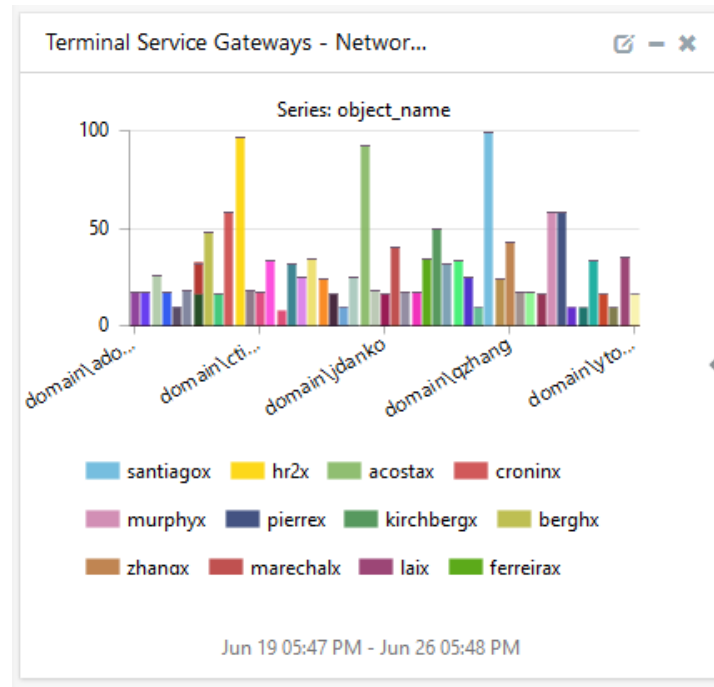 Terminal Service Gateways - Networ...
Series: object_name
100
50
0
domain\ado... domain\cti... domain\jdanko domain\qzhang domain\yto...
santiagox hr2x acostax croninx
murphyx pierrex kirchbergx berghx
zhangx marechalx laix ferreirax
Jun 19 05:47 PM - Jun 26 05:48 PM